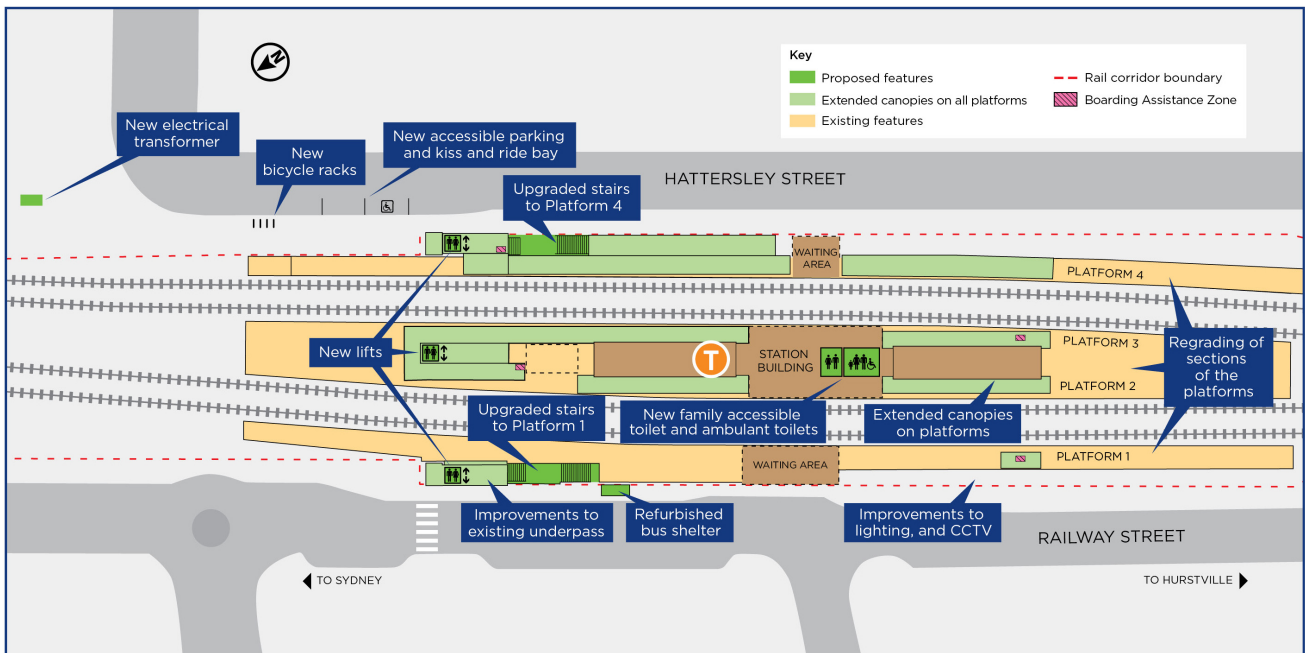 N
Key
Proposed features
Extended canopies on all platforms
Existing features
Rail corridor boundary
Boarding Assistance Zone
New electrical
transformer
New
bicycle racks
New accessible parking
and kiss and ride bay
HATTERSLEY STREET
Upgraded stairs
to Platform 4
WAITING
AREA
PLATFORM 4
New lifts
T
STATION
BUILDING
PLATFORM 3
PLATFORM 2
Regrading of
sections
of the
platforms
Upgraded stairs
to Platform 1
New family accessible
toilet and ambulant toilets
Extended canopies
on platforms
WAITING AREA
PLATFORM 1
Improvements to
existing underpass
Refurbished
bus shelter
Improvements to
lighting, and CCTV
RAILWAY STREET
TO SYDNEY
TO HURSTVILLE